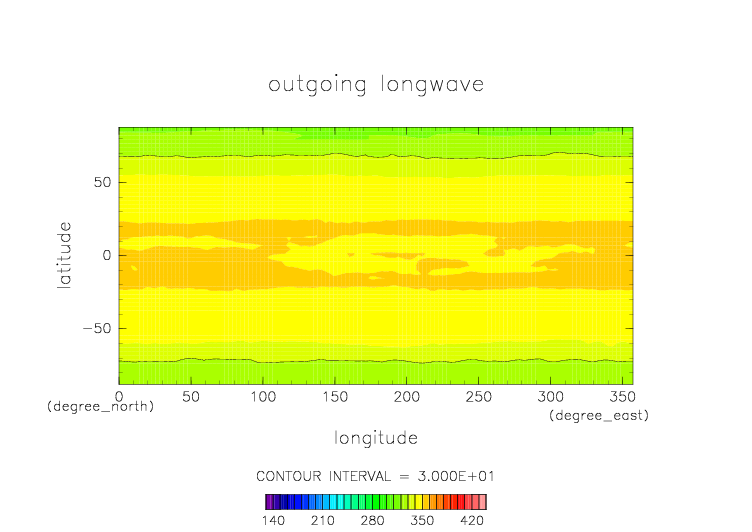 outgoing longwave
50
0
−50
latitude
0 50 100 150 200 250 300 350
(degree_north)
(degree_east)
longitude
CONTOUR INTERVAL = 3.000E+01
140 210 280 350 420